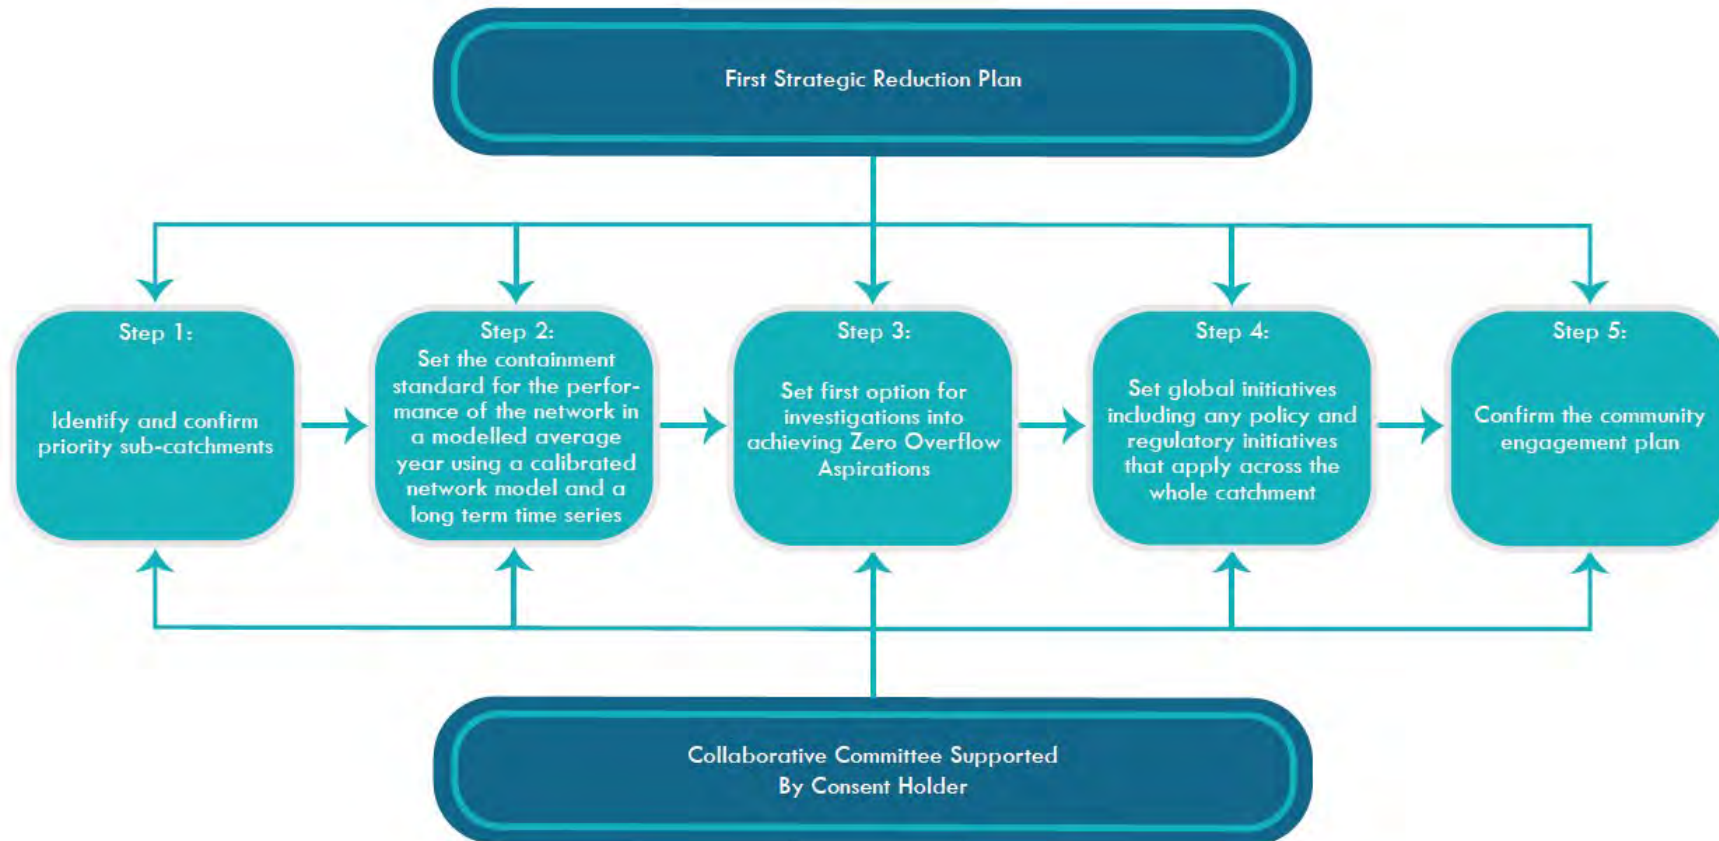 First Strategic Reduction Plan
Step 1:
Identify and confirm
priority sub-catchments
Step 2:
Set the containment
standard for the perfor-
mance of the network in
a modelled average
year using a calibrated
network model and a
long term time series
Step 3:
Set first option for
investigations into
achieving Zero Overflow
Aspirations
Step 4:
Set global initiatives
including any policy and
regulatory initiatives
that apply across the
whole catchment
Step 5:
Confirm the community
engagement plan
Collaborative Committee Supported
By Consent Holder